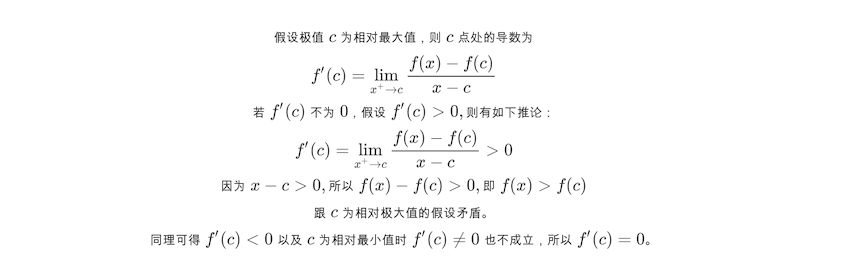 假设极值 c 为相对最大值，则 c 点处的导数为
f′(c) = lim_{x⁺→c} \frac{f(x) − f(c)}{x − c}
若 f′(c) 不为 0，假设 f′(c) > 0, 则有如下推论：
f′(c) = lim_{x⁺→c} \frac{f(x) − f(c)}{x − c} > 0
因为 x − c > 0, 所以 f(x) − f(c) > 0, 即 f(x) > f(c)
跟 c 为相对极大值的假设矛盾。
同理可得 f′(c) < 0 以及 c 为相对最小值时 f′(c) ≠ 0 也不成立，所以 f′(c) = 0。